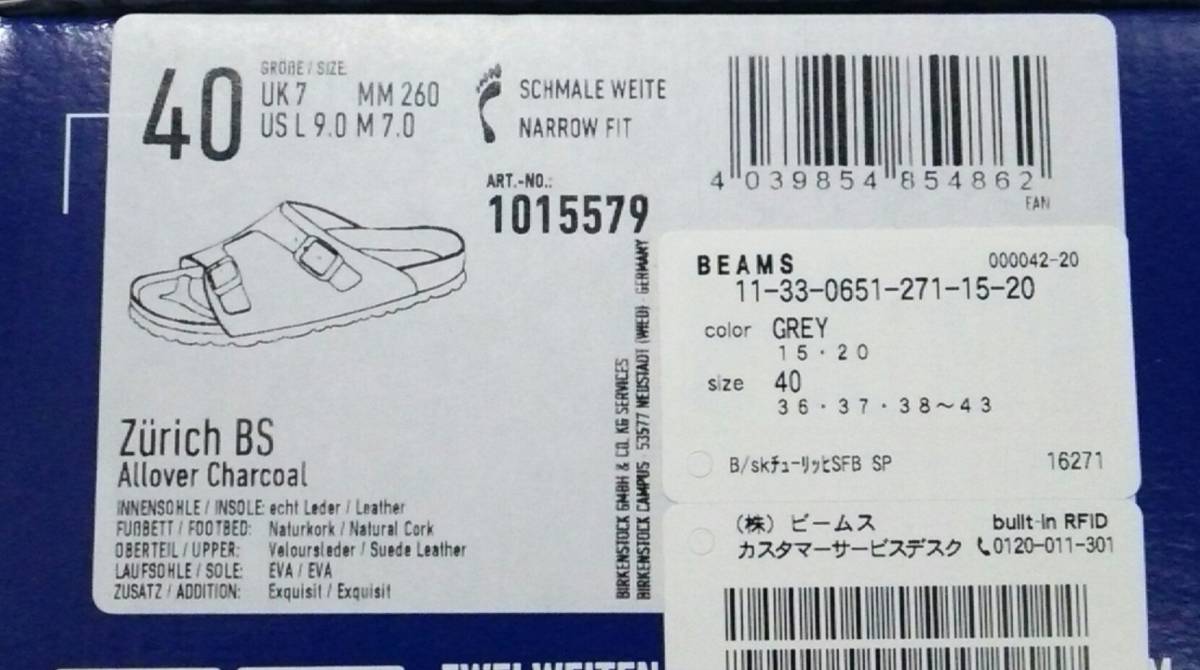 40
GRÖßE / SIZE:
UK 7 MM 260
US L 9.0 M 7.0
SCHMALE WEITE
NARROW FIT
ART.-NO.:
1015579
4 039854 854862
EAN
Zürich BS
Allover Charcoal
INNENSOHLE / INSOLE: echt Leder / Leather
FUßBETT / FOOTBED: Naturkork / Natural Cork
OBERTEIL / UPPER: Veloursleder / Suede Leather
LAUFSOHLE / SOLE: EVA / EVA
ZUSATZ / ADDITION: Exquisit / Exquisit
BIRKENSTOCK GMBH & CO. KG SERVICES
BIRKENSTOCK CAMPUS · 53577 NEUSTADT (WIED) · GERMANY
BEAMS 000042-20
11-33-0651-271-15-20
color GREY
15・20
size 40
36・37・38～43
B/skﾁｭｰﾘｯﾋSFB SP 16271
（株）ビームス built-in RFID
カスタマーサービスデスク 0120-011-301
ZWEI WEITEN